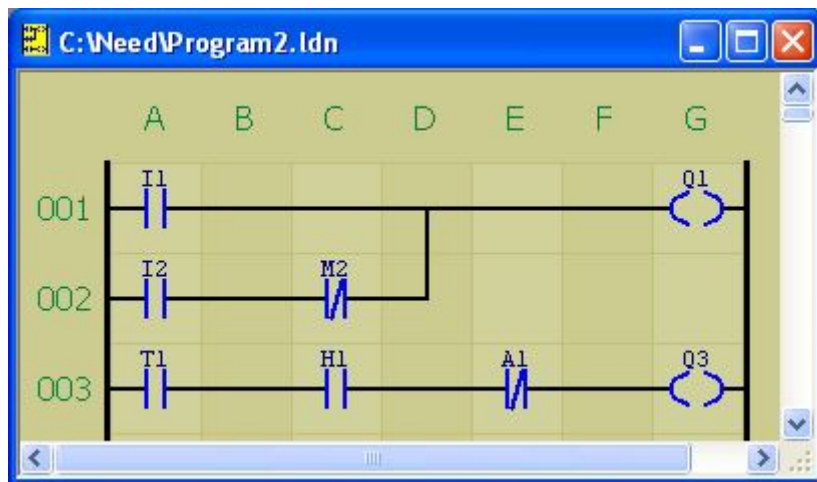 C:\Need\Program2.ldn
A B C D E F G
I1 Q1
001
I2 M2
002
T1 H1 A1 Q3
003